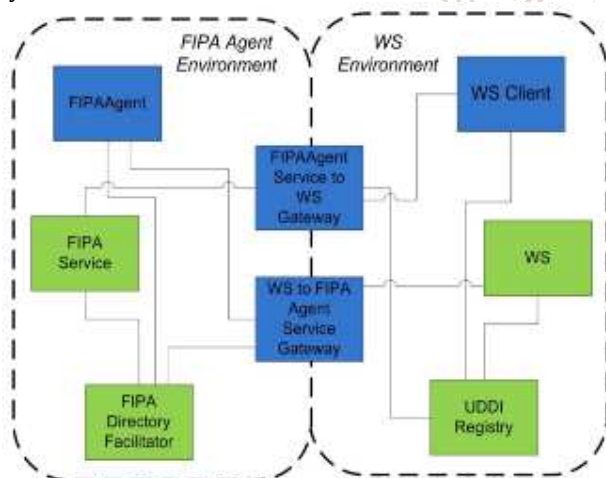 FIPA Agent
Environment
WS
Environment
FIPAAgent
WS Client
FIPAAgent
Service to
WS
Gateway
FIPA
Service
WS
WS to FIPA
Agent
Service
Gateway
FIPA
Directory
Facilitator
UDDI
Registry